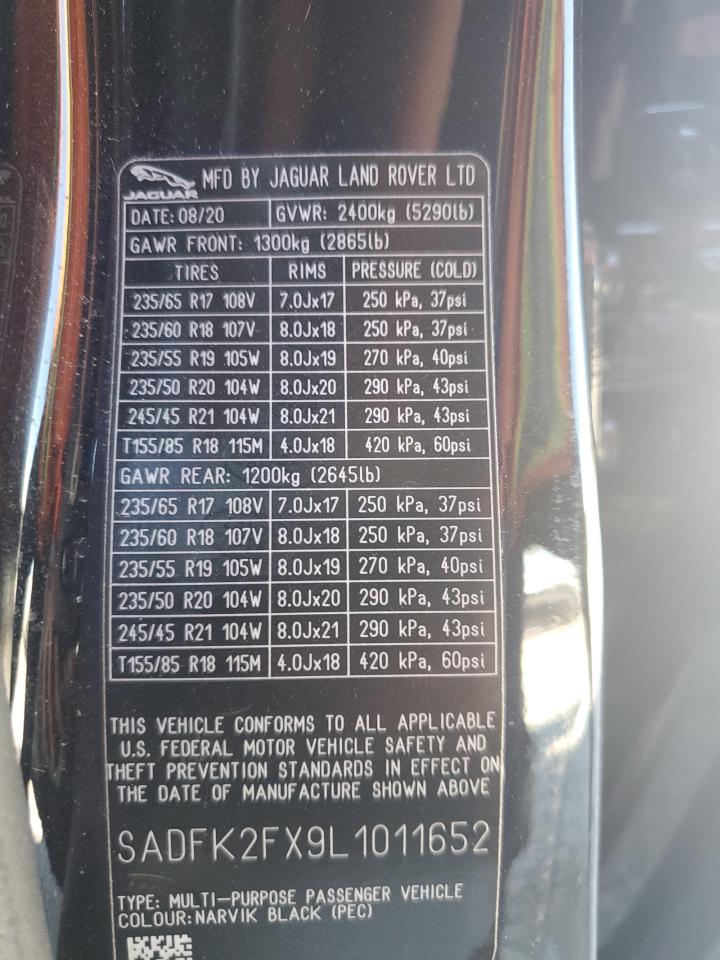 JAGUAR MFD BY JAGUAR LAND ROVER LTD
DATE: 08/20 GVWR: 2400kg (5290lb)
GAWR FRONT: 1300kg (2865lb)
TIRES RIMS PRESSURE (COLD)
235/65 R17 108V 7.0Jx17 250 kPa, 37psi
235/60 R18 107V 8.0Jx18 250 kPa, 37psi
235/55 R19 105W 8.0Jx19 270 kPa, 40psi
235/50 R20 104W 8.0Jx20 290 kPa, 43psi
245/45 R21 104W 8.0Jx21 290 kPa, 43psi
T155/85 R18 115M 4.0Jx18 420 kPa, 60psi
GAWR REAR: 1200kg (2645lb)
235/65 R17 108V 7.0Jx17 250 kPa, 37psi
235/60 R18 107V 8.0Jx18 250 kPa, 37psi
235/55 R19 105W 8.0Jx19 270 kPa, 40psi
235/50 R20 104W 8.0Jx20 290 kPa, 43psi
245/45 R21 104W 8.0Jx21 290 kPa, 43psi
T155/85 R18 115M 4.0Jx18 420 kPa, 60psi
THIS VEHICLE CONFORMS TO ALL APPLICABLE
U.S. FEDERAL MOTOR VEHICLE SAFETY AND
THEFT PREVENTION STANDARDS IN EFFECT ON
THE DATE OF MANUFACTURE SHOWN ABOVE
SADFK2FX9L1011652
TYPE: MULTI-PURPOSE PASSENGER VEHICLE
COLOUR:NARVIK BLACK (PEC)